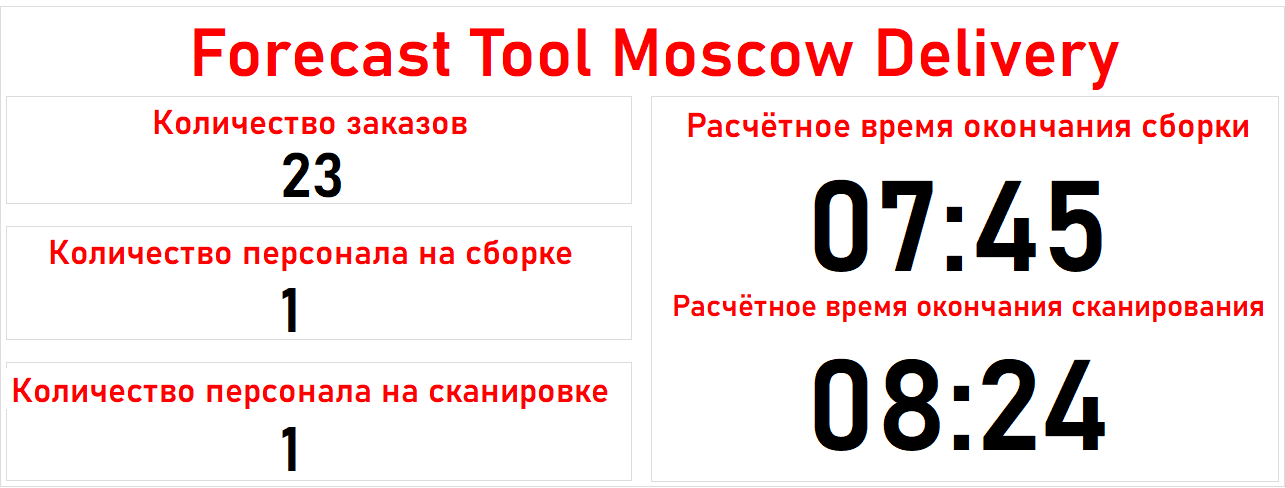 Forecast Tool Moscow Delivery
Количество заказов
23
Количество персонала на сборке
1
Количество персонала на сканировке
1
Расчётное время окончания сборки
07:45
Расчётное время окончания сканирования
08:24